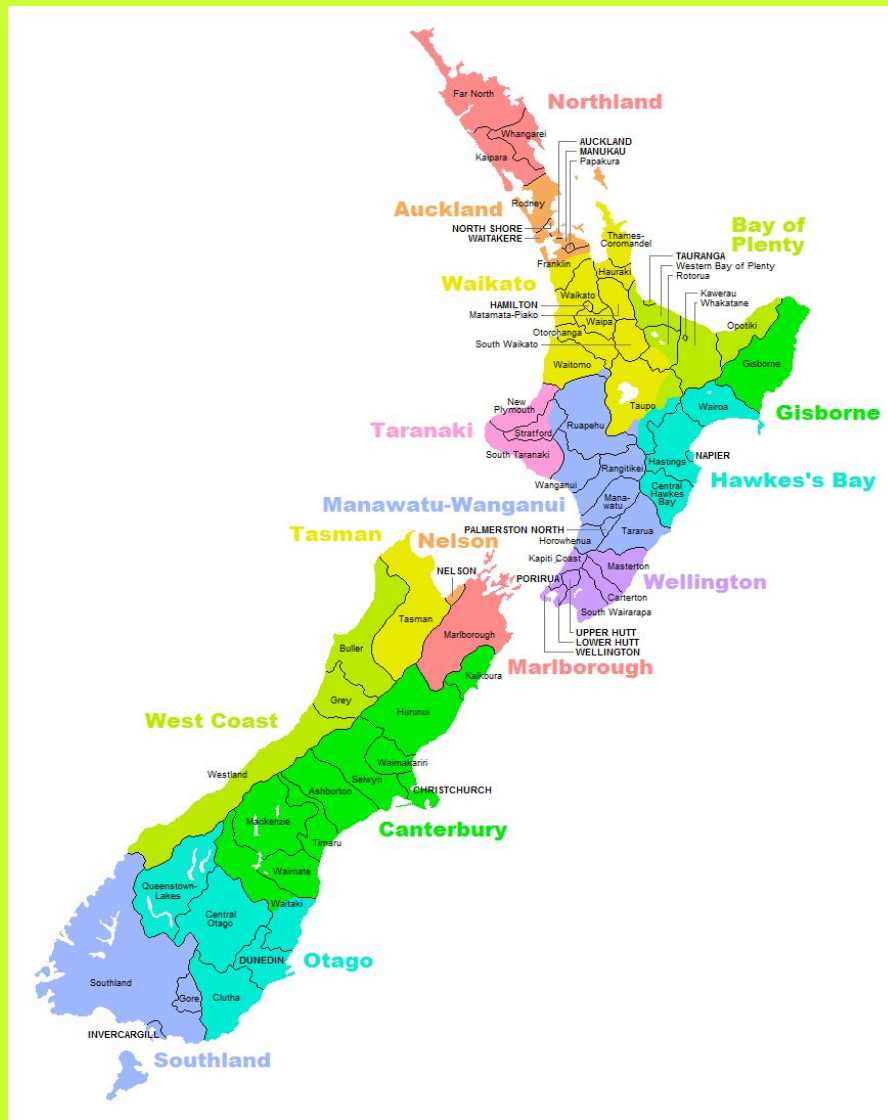 Far North
Northland
Whangarei
Kaipara
AUCKLAND
MANUKAU
Papakura
Rodney
Auckland
NORTH SHORE
WAITAKERE
Thames-
Coromandel
Bay of
Plenty
Franklin
Hauraki
TAURANGA
Western Bay of Plenty
Rotorua
Waikato
Waikato
Kawerau
Whakatane
HAMILTON
Matamata-Piako
Waipa
Opotiki
Otorohanga
South Waikato
Gisborne
Waitomo
Gisborne
New
Plymouth
Taupo
Wairoa
Taranaki
Ruapehu
Stratford
South Taranaki
NAPIER
Hastings
Rangitikei
Hawkes's Bay
Wanganui
Central
Hawkes
Bay
Manawatu-Wanganui
Mana-
watu
PALMERSTON NORTH
Tararua
Horowhenua
Tasman
Nelson
Kapiti Coast
Masterton
NELSON
PORIRUA
Wellington
Carterton
South Wairarapa
Tasman
Marlborough
UPPER HUTT
LOWER HUTT
WELLINGTON
Buller
Marlborough
Kaikoura
Grey
Hurunui
West Coast
Waimakariri
Westland
Selwyn
Ashburton
CHRISTCHURCH
Mackenzie
Canterbury
Timaru
Waimate
Queenstown-
Lakes
Waitaki
Central
Otago
DUNEDIN
Otago
Southland
Gore
Clutha
INVERCARGILL
Southland